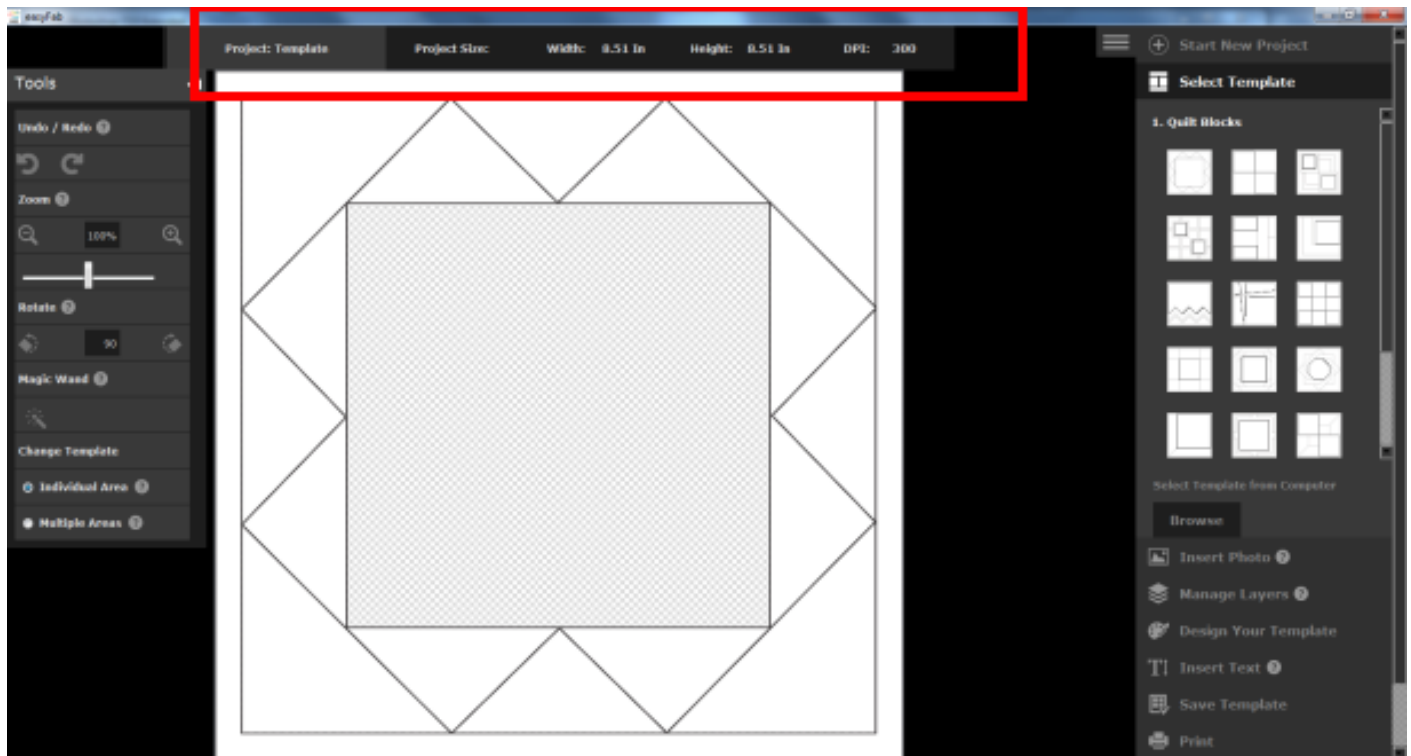 easyFab
Project: Template Project Size: Width: 8.51 In Height: 8.51 In DPI: 300
Tools
Undo / Redo
Zoom
100%
Rotate
90
Magic Wand
Change Template
Individual Area
Multiple Areas
Start New Project
Select Template
1. Quilt Blocks
Select Template from Computer
Browse
Insert Photo
Manage Layers
Design Your Template
Insert Text
Save Template
Print